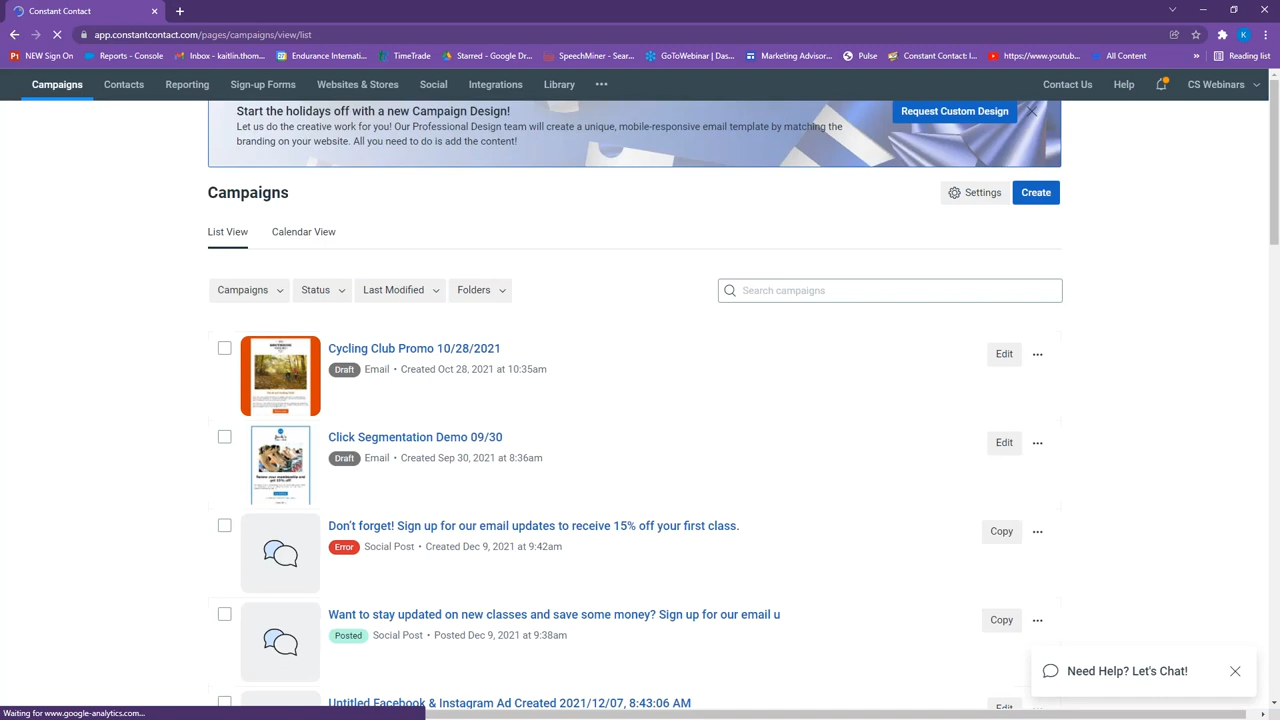 Constant Contact
app.constantcontact.com/pages/campaigns/view/list
NEW Sign On
Reports - Console
Inbox - kaitlin.thom...
Endurance Internati...
TimeTrade
Starred - Google Dr...
SpeechMiner - Sear...
GoToWebinar | Das...
Marketing Advisor...
Pulse
Constant Contact: I...
https://www.youtub...
All Content
»
Reading list
Campaigns
Contacts
Reporting
Sign-up Forms
Websites & Stores
Social
Integrations
Library
•••
Contact Us
Help
CS Webinars
Start the holidays off with a new Campaign Design!
Let us do the creative work for you! Our Professional Design team will create a unique, mobile-responsive email template by matching the
branding on your website. All you need to do is add the content!
Request Custom Design
Campaigns
Settings
Create
List View
Calendar View
Campaigns
Status
Last Modified
Folders
Search campaigns
Cycling Club Promo 10/28/2021
Draft Email • Created Oct 28, 2021 at 10:35am
Edit
Click Segmentation Demo 09/30
Draft Email • Created Sep 30, 2021 at 8:36am
Edit
Don't forget! Sign up for our email updates to receive 15% off your first class.
Error Social Post • Created Dec 9, 2021 at 9:42am
Copy
Want to stay updated on new classes and save some money? Sign up for our email u
Posted Social Post • Posted Dec 9, 2021 at 9:38am
Copy
Need Help? Let's Chat!
Untitled Facebook & Instagram Ad Created 2021/12/07, 8:43:06 AM
Edit
Waiting for www.google-analytics.com...